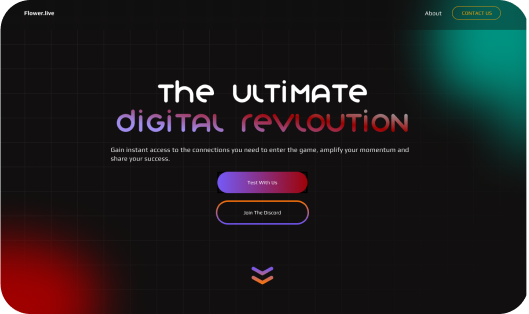 Flower.live
About
CONTACT US
The ULTIMATE
digital revloution
Gain instant access to the connections you need to enter the game, amplify your momentum and
share your success.
Test With Us
Join The Discord